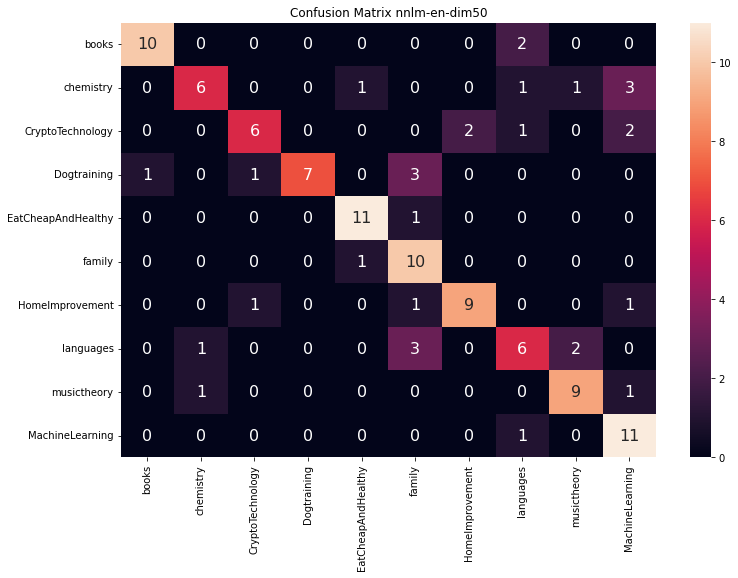 Confusion Matrix nnlm-en-dim50
books 10 0 0 0 0 0 0 2 0 0
chemistry 0 6 0 0 1 0 0 1 1 3
CryptoTechnology 0 0 6 0 0 0 2 1 0 2
Dogtraining 1 0 1 7 0 3 0 0 0 0
EatCheapAndHealthy 0 0 0 0 11 1 0 0 0 0
family 0 0 0 0 1 10 0 0 0 0
HomeImprovement 0 0 1 0 0 1 9 0 0 1
languages 0 1 0 0 0 3 0 6 2 0
musictheory 0 1 0 0 0 0 0 0 9 1
MachineLearning 0 0 0 0 0 0 0 1 0 11
books
chemistry
CryptoTechnology
Dogtraining
EatCheapAndHealthy
family
HomeImprovement
languages
musictheory
MachineLearning
10
8
6
4
2
0